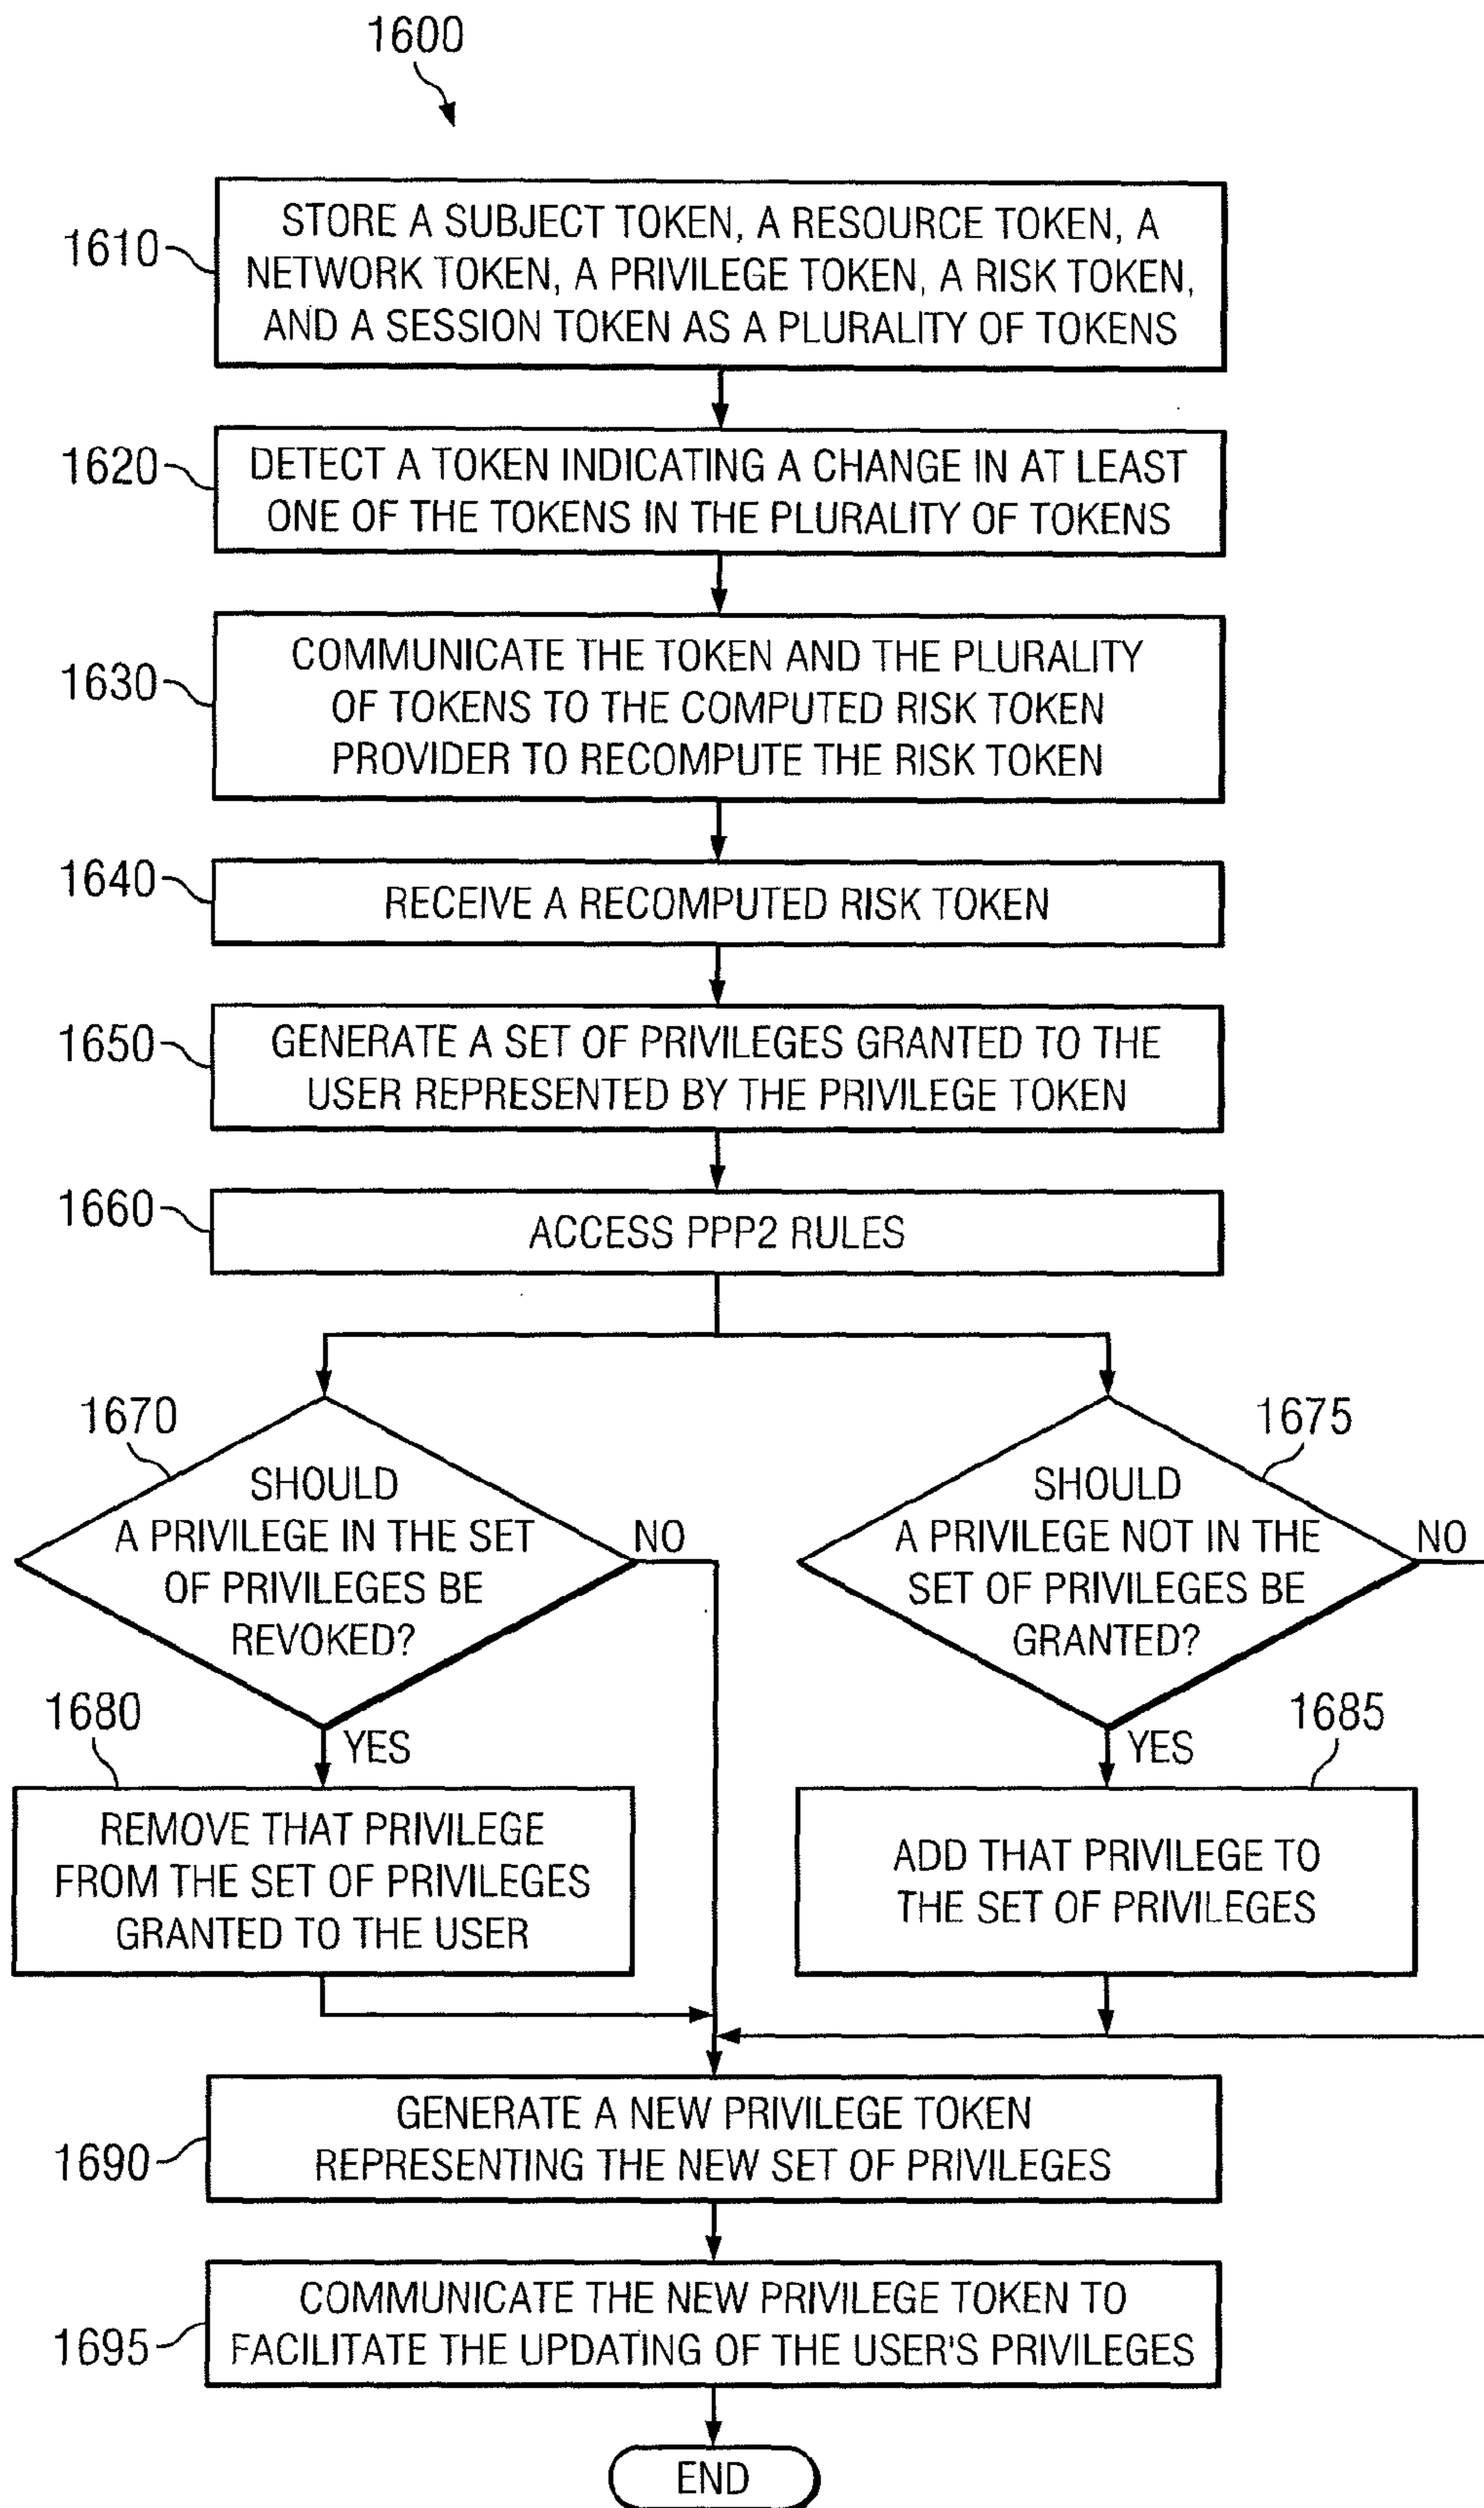 1600
1610
STORE A SUBJECT TOKEN, A RESOURCE TOKEN, A
NETWORK TOKEN, A PRIVILEGE TOKEN, A RISK TOKEN,
AND A SESSION TOKEN AS A PLURALITY OF TOKENS
1620
DETECT A TOKEN INDICATING A CHANGE IN AT LEAST
ONE OF THE TOKENS IN THE PLURALITY OF TOKENS
1630
COMMUNICATE THE TOKEN AND THE PLURALITY
OF TOKENS TO THE COMPUTED RISK TOKEN
PROVIDER TO RECOMPUTE THE RISK TOKEN
1640
RECEIVE A RECOMPUTED RISK TOKEN
1650
GENERATE A SET OF PRIVILEGES GRANTED TO THE
USER REPRESENTED BY THE PRIVILEGE TOKEN
1660
ACCESS PPP2 RULES
1670
SHOULD
A PRIVILEGE IN THE SET
OF PRIVILEGES BE
REVOKED?
NO
YES
1675
SHOULD
A PRIVILEGE NOT IN THE
SET OF PRIVILEGES BE
GRANTED?
NO
YES
1680
REMOVE THAT PRIVILEGE
FROM THE SET OF PRIVILEGES
GRANTED TO THE USER
1685
ADD THAT PRIVILEGE TO
THE SET OF PRIVILEGES
1690
GENERATE A NEW PRIVILEGE TOKEN
REPRESENTING THE NEW SET OF PRIVILEGES
1695
COMMUNICATE THE NEW PRIVILEGE TOKEN TO
FACILITATE THE UPDATING OF THE USER'S PRIVILEGES
END